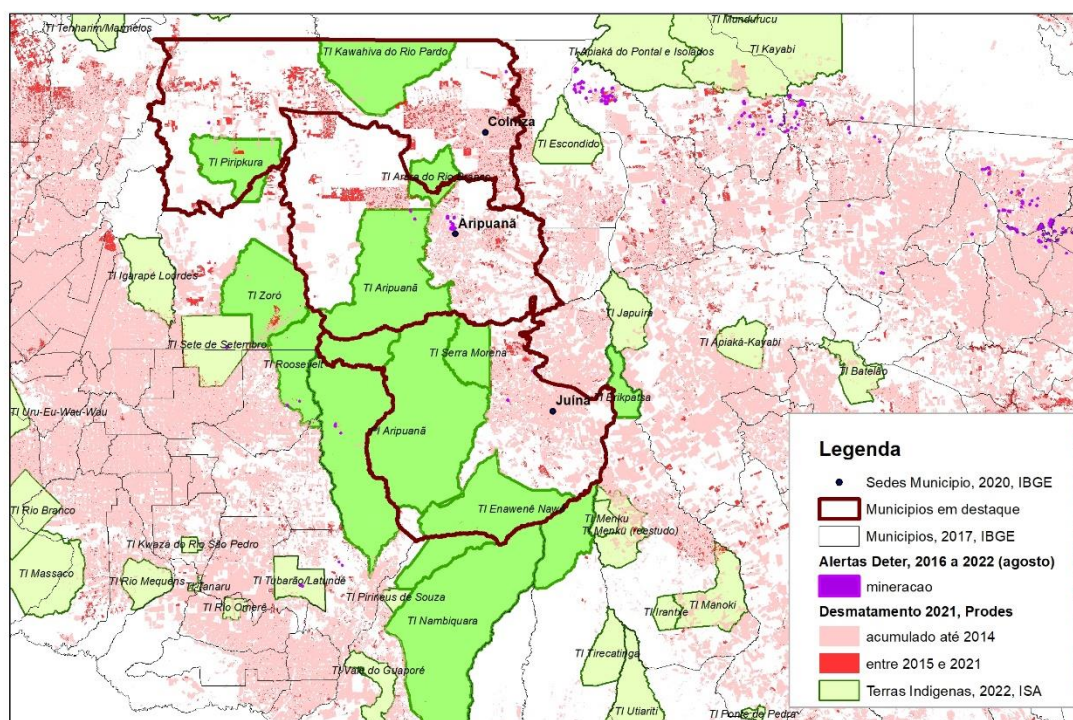 TI Tenharim/Marmelos
TI Mundurucu
TI Kawahiva do Rio Pardo
TI Apiaká do Pontal e Isolados
TI Kayabi
Colniza
TI Escondido
TI Piripkura
TI Arara do Rio Branco
Aripuanã
TI Igarapé Lourdes
TI Zoró
TI Aripuanã
TI Japuíra
TI Sete de Setembro
TI Roosevelt
TI Serra Morena
TI Apiaká-Kayabi
TI Batelão
TI Erikpatsa
Juína
TI Uru-Eu-Wau-Wau
TI Aripuanã
TI Rio Branco
TI Enawenê Nawê
TI Menku
TI Menkú (reestudo)
TI Kwazá do Rio São Pedro
TI Massaco
TI Rio Mequéns
TI Tanaru
TI Tubarão/Latundê
TI Rio Omerê
TI Pirineus de Souza
TI Irantxe
TI Manoki
TI Nambiquara
TI Tirecatinga
TI Vale do Guaporé
TI Utiariti
TI Ponte de Pedra
Legenda
Sedes Municipio, 2020, IBGE
Municipios em destaque
Municipios, 2017, IBGE
Alertas Deter, 2016 a 2022 (agosto)
mineracao
Desmatamento 2021, Prodes
acumulado até 2014
entre 2015 e 2021
Terras Indigenas, 2022, ISA